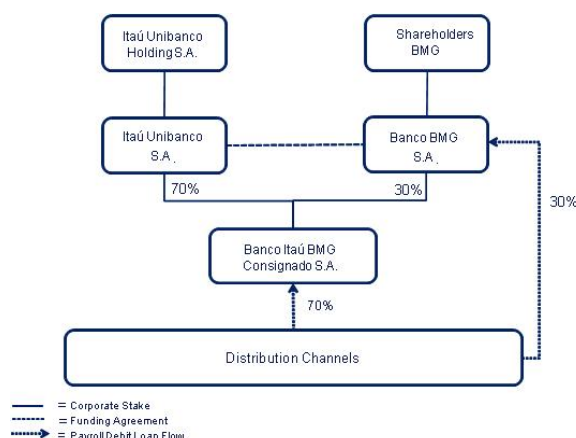 Itaú Unibanco
Holding S.A.
Shareholders
BMG
Itaú Unibanco
S.A.
Banco BMG
S.A.
70%
30%
30%
Banco Itaú BMG
Consignado S.A.
70%
Distribution Channels
= Corporate Stake
= Funding Agreement
= Payroll Debit Loan Flow